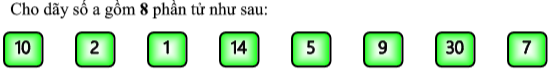 Cho dãy số a gồm 8 phần tử như sau:
10 2 1 14 5 9 30 7